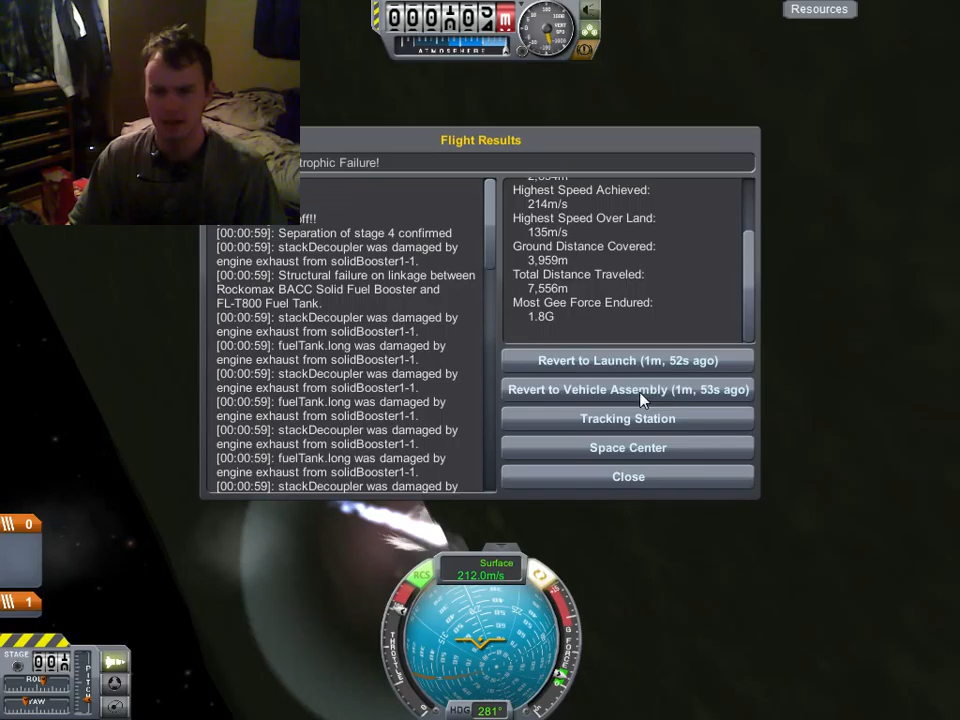 Resources
m
ATMOSPHERE
Flight Results
trophic Failure!
off!!
[00:00:59]: Separation of stage 4 confirmed
[00:00:59]: stackDecoupler was damaged by
engine exhaust from solidBooster1-1.
[00:00:59]: Structural failure on linkage between
Rockomax BACC Solid Fuel Booster and
FL-T800 Fuel Tank.
[00:00:59]: stackDecoupler was damaged by
engine exhaust from solidBooster1-1.
[00:00:59]: fuelTank.long was damaged by
engine exhaust from solidBooster1-1.
[00:00:59]: stackDecoupler was damaged by
engine exhaust from solidBooster1-1.
[00:00:59]: fuelTank.long was damaged by
engine exhaust from solidBooster1-1.
[00:00:59]: stackDecoupler was damaged by
engine exhaust from solidBooster1-1.
[00:00:59]: fuelTank.long was damaged by
engine exhaust from solidBooster1-1.
[00:00:59]: stackDecoupler was damaged by
Highest Speed Achieved:
214m/s
Highest Speed Over Land:
135m/s
Ground Distance Covered:
3,959m
Total Distance Traveled:
7,556m
Most Gee Force Endured:
1.8G
Revert to Launch (1m, 52s ago)
Revert to Vehicle Assembly (1m, 53s ago)
Tracking Station
Space Center
Close
0
1
STAGE
ROLL
YAW
PITCH
Surface
212.0m/s
RCS
THROTTLE
G FORCE
HDG 281°